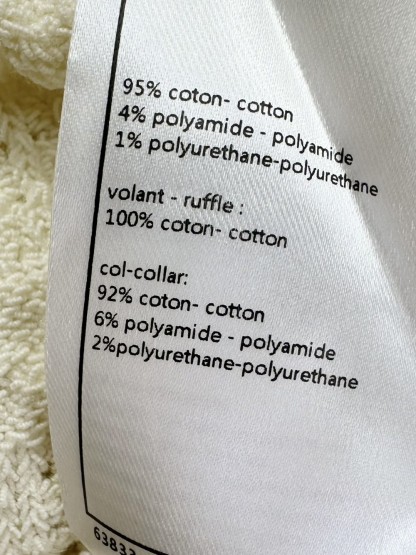 95% coton- cotton
4% polyamide - polyamide
1% polyurethane-polyurethane
volant - ruffle :
100% coton- cotton
col-collar:
92% coton- cotton
6% polyamide - polyamide
2%polyurethane-polyurethane